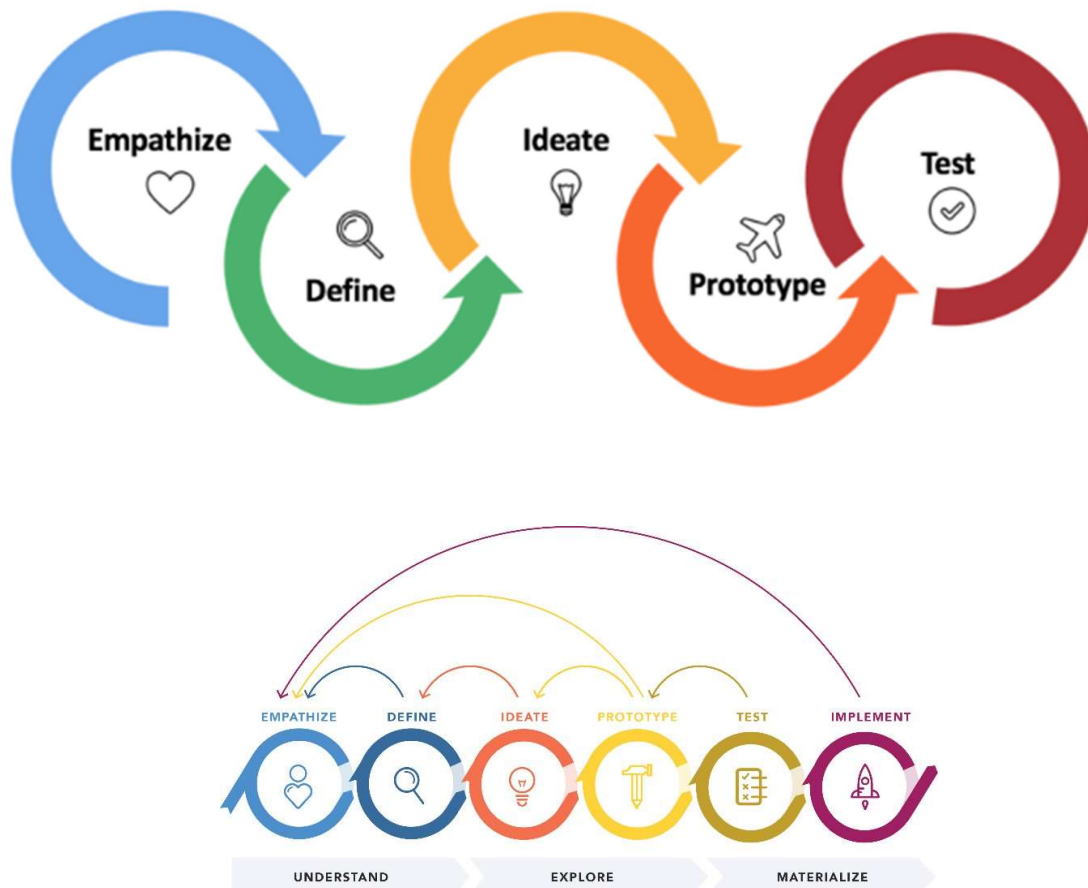 Empathize
Ideate
Test
Define
Prototype
EMPATHIZE DEFINE IDEATE PROTOTYPE TEST IMPLEMENT
UNDERSTAND EXPLORE MATERIALIZE